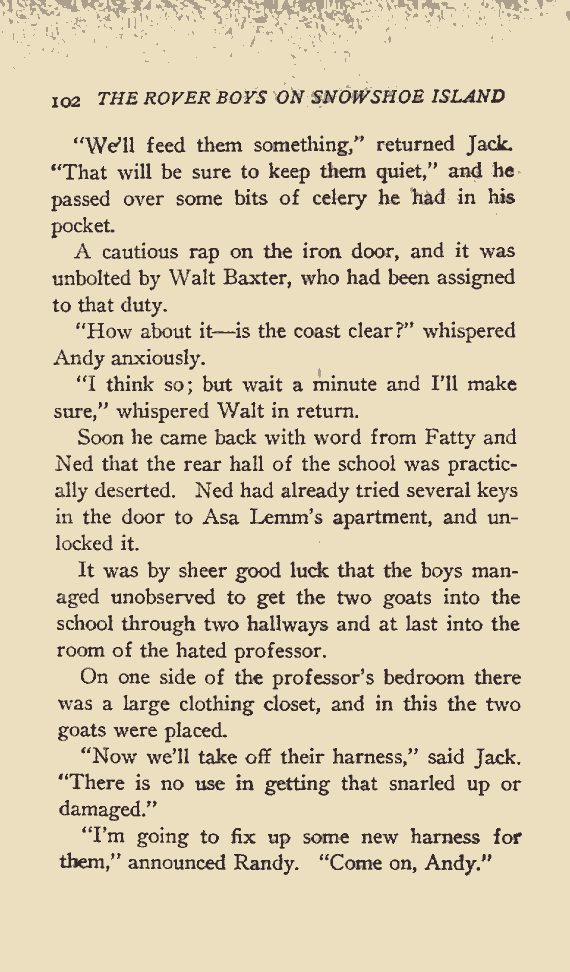 102 THE ROVER BOYS ON SNOWSHOE ISLAND
“We’ll feed them something,” returned Jack.
“That will be sure to keep them quiet,” and he
passed over some bits of celery he had in his
pocket.
A cautious rap on the iron door, and it was
unbolted by Walt Baxter, who had been assigned
to that duty.
“How about it—is the coast clear?” whispered
Andy anxiously.
“I think so; but wait a minute and I’ll make
sure,” whispered Walt in return.
Soon he came back with word from Fatty and
Ned that the rear hall of the school was practic-
ally deserted. Ned had already tried several keys
in the door to Asa Lemm’s apartment, and un-
locked it.
It was by sheer good luck that the boys man-
aged unobserved to get the two goats into the
school through two hallways and at last into the
room of the hated professor.
On one side of the professor’s bedroom there
was a large clothing closet, and in this the two
goats were placed.
“Now we’ll take off their harness,” said Jack.
“There is no use in getting that snarled up or
damaged.”
“I’m going to fix up some new harness for
them,” announced Randy. “Come on, Andy.”